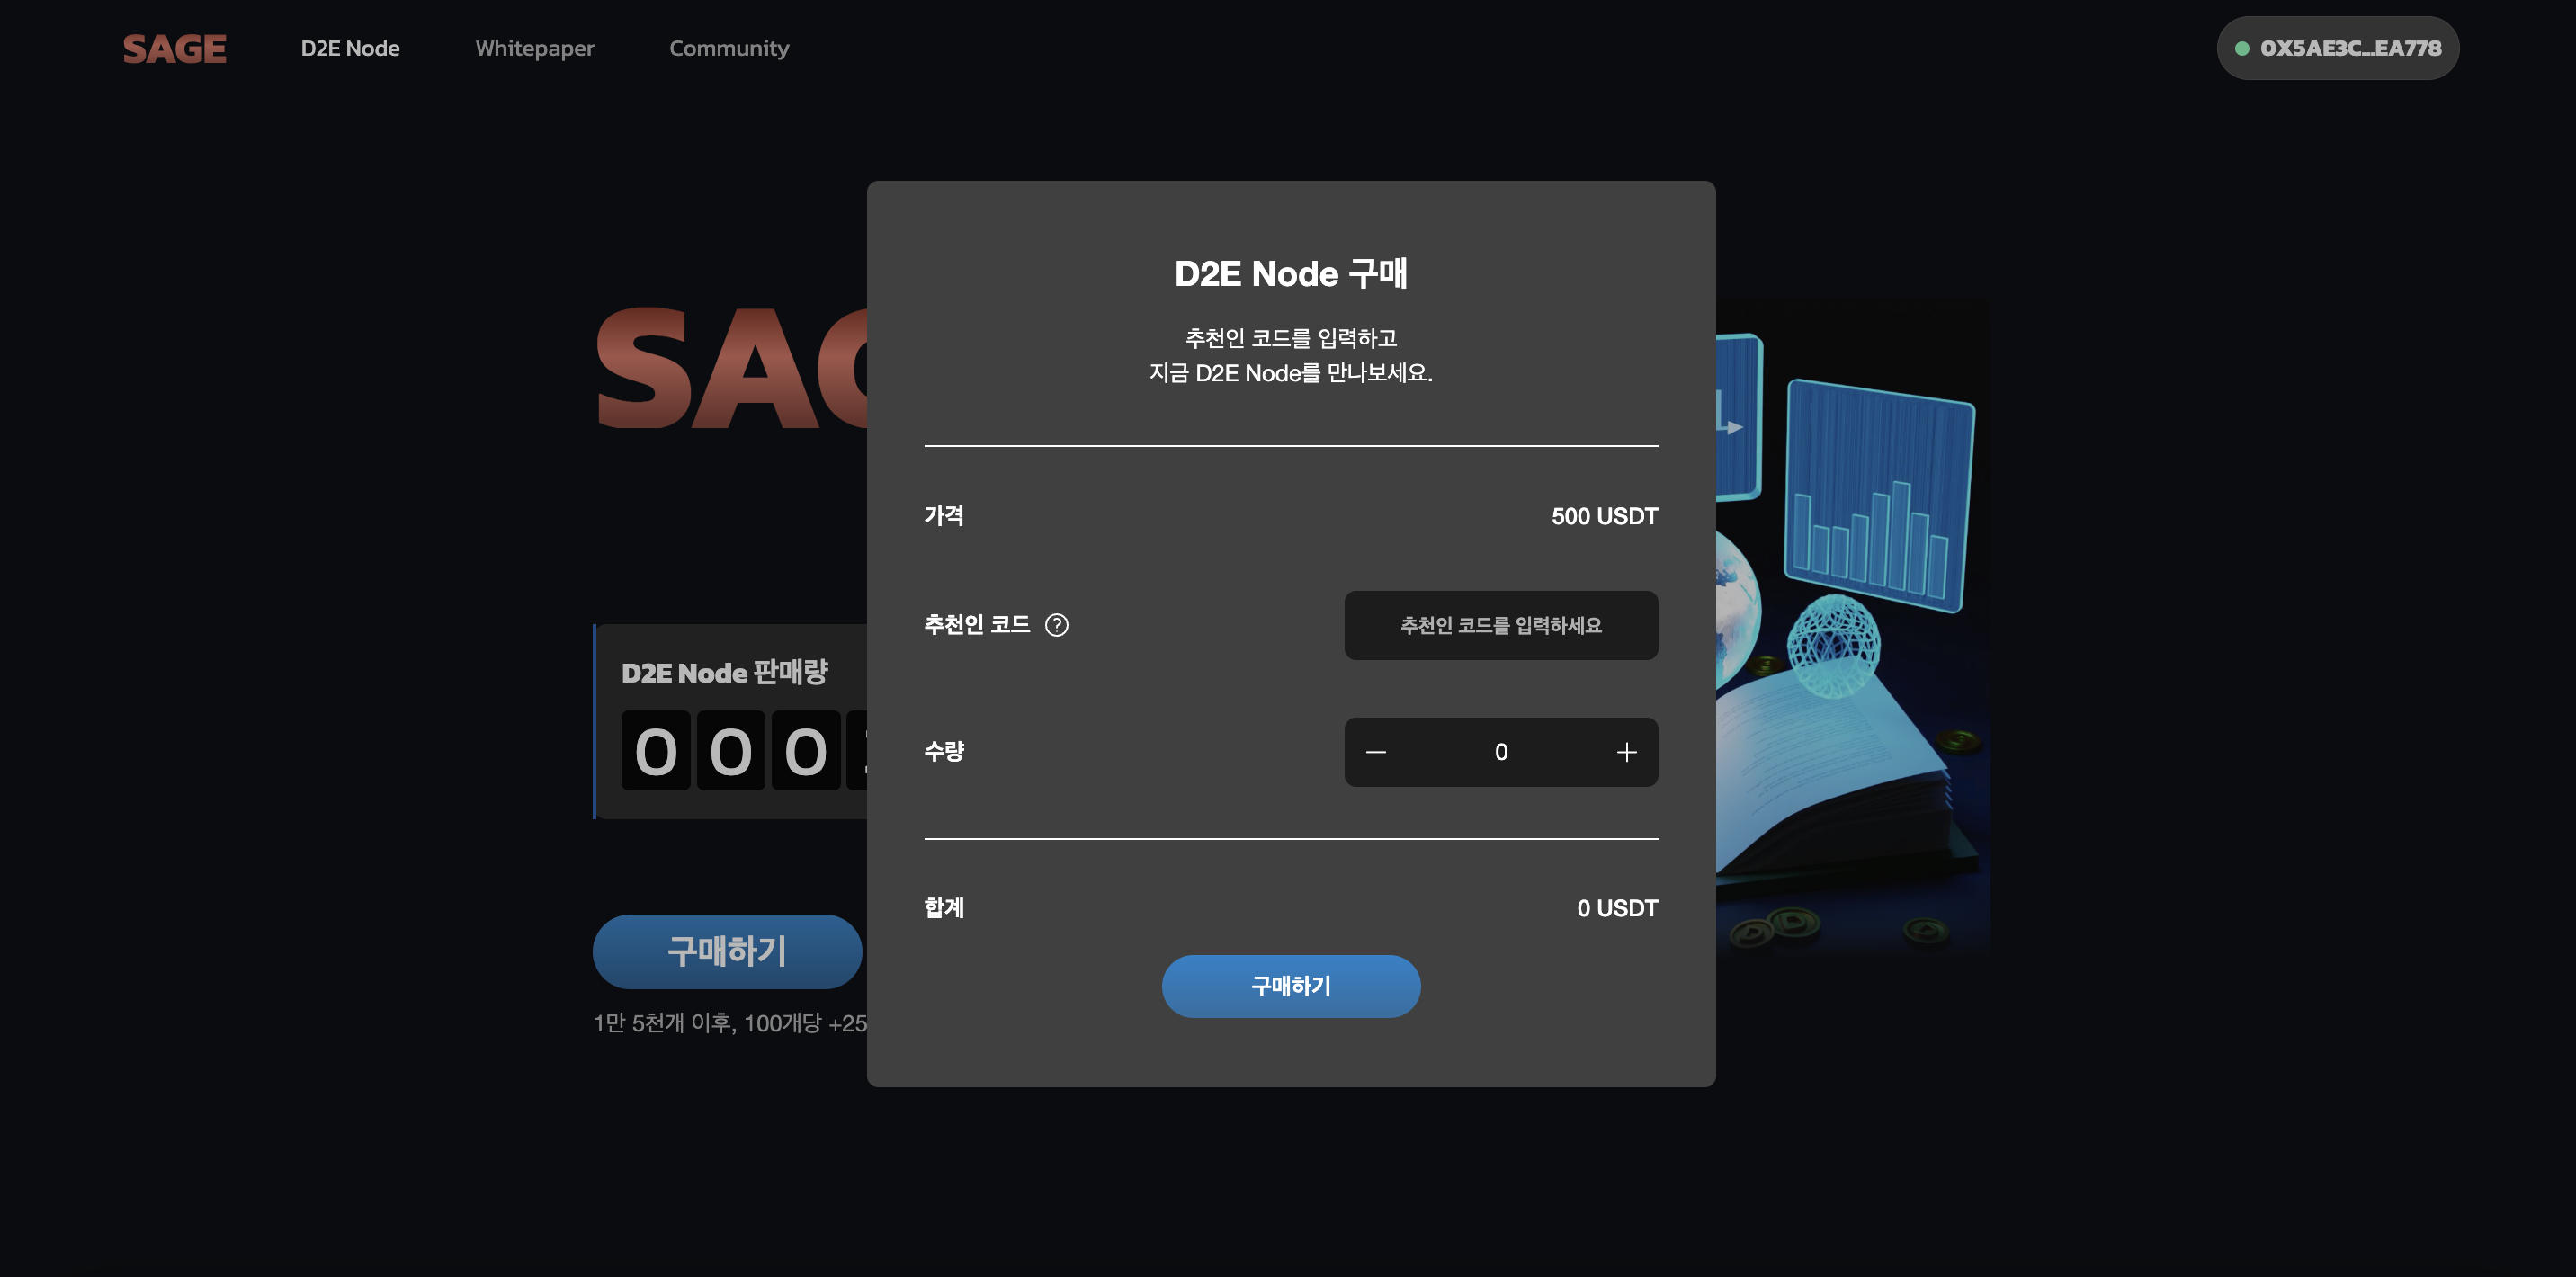 SAGE
D2E Node
Whitepaper
Community
0X5AE3C...EA778
D2E Node 구매
추천인 코드를 입력하고
지금 D2E Node를 만나보세요.
가격
500 USDT
추천인 코드 ?
추천인 코드를 입력하세요
수량
− 0 +
합계
0 USDT
구매하기
SAG
D2E Node 판매량
0 0 0
구매하기
1만 5천개 이후, 100개당 +25